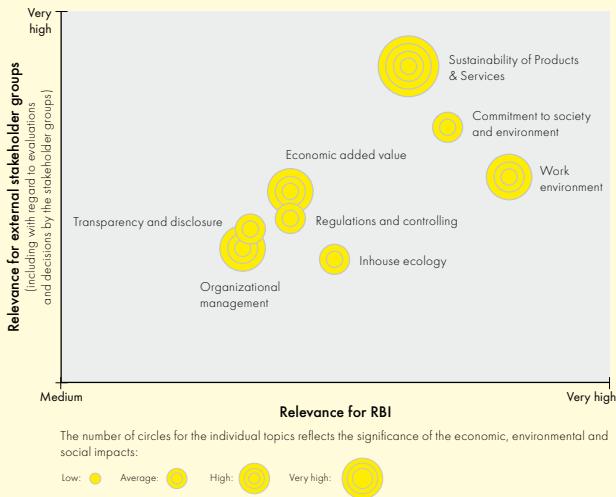 Very
high
Relevance for external stakeholder groups
(including with regard to evaluations
and decisions by the stakeholder groups)
Sustainability of Products
& Services
Commitment to society
and environment
Economic added value
Work
environment
Transparency and disclosure
Regulations and controlling
Inhouse ecology
Organizational
management
Medium
Very high
Relevance for RBI
The number of circles for the individual topics reflects the significance of the economic, environmental and
social impacts:
Low:
Average:
High:
Very high: